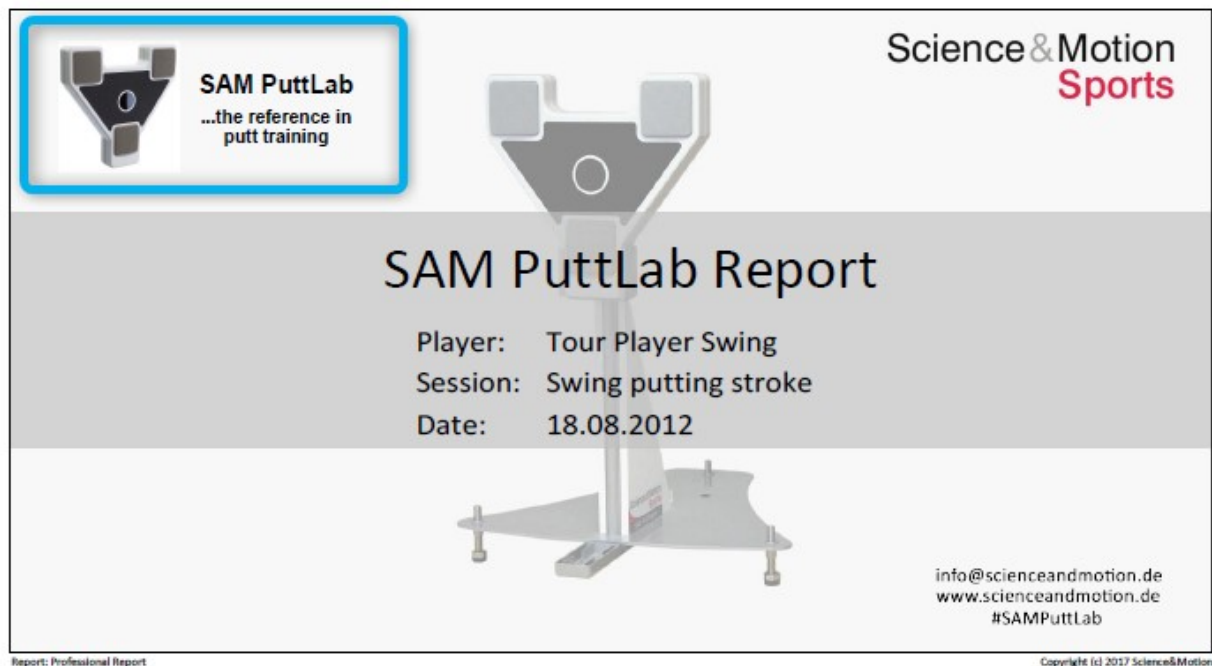 SAM PuttLab
...the reference in
putt training
Science&Motion
Sports
SAM PuttLab Report
Player: Tour Player Swing
Session: Swing putting stroke
Date: 18.08.2012
info@scienceandmotion.de
www.scienceandmotion.de
#SAMPuttLab
Report: Professional Report
Copyright (c) 2017 Science&Motion